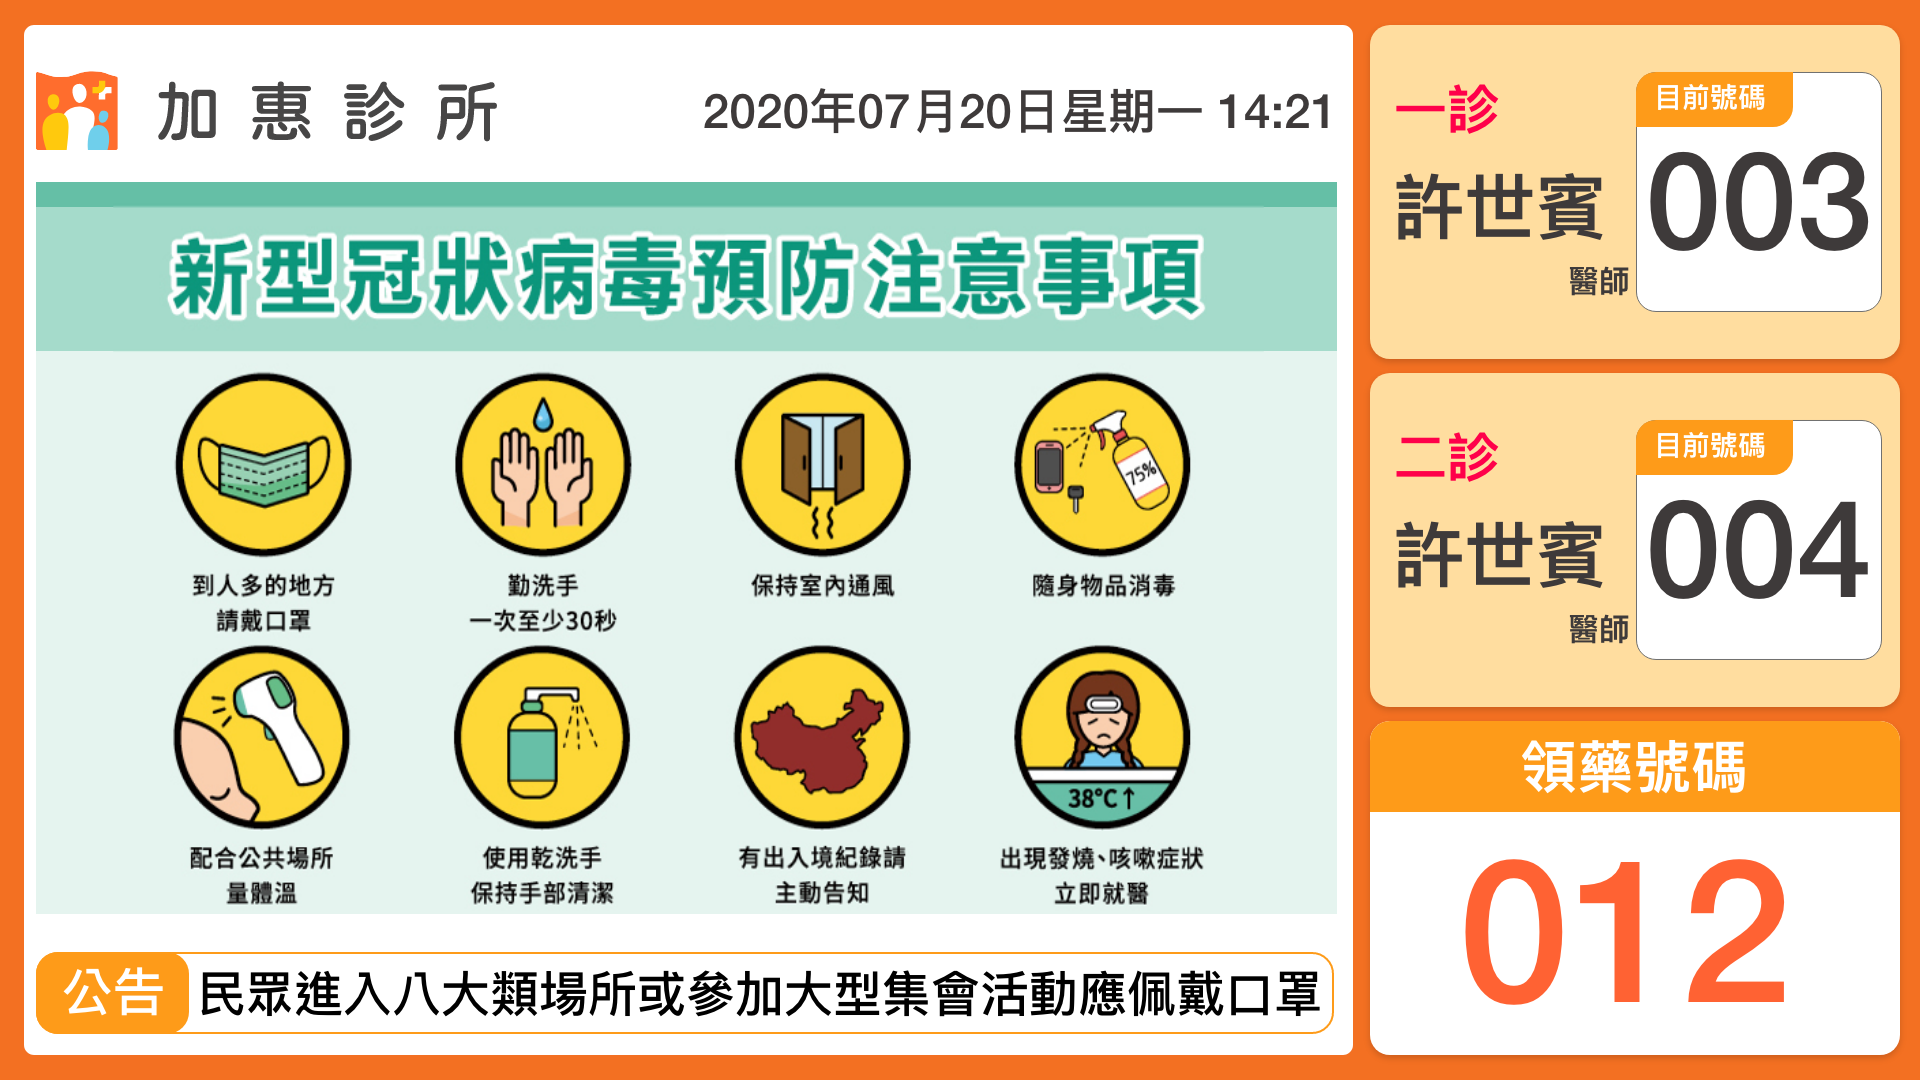 加惠診所
2020年07月20日星期一 14:21
新型冠狀病毒預防注意事項
75%
到人多的地方
請戴口罩
勤洗手
一次至少30秒
保持室內通風
隨身物品消毒
38°C↑
配合公共場所
量體溫
使用乾洗手
保持手部清潔
有出入境紀錄請
主動告知
出現發燒、咳嗽症狀
立即就醫
公告
民眾進入八大類場所或參加大型集會活動應佩戴口罩
一診
目前號碼
003
許世賓
醫師
二診
目前號碼
004
許世賓
醫師
領藥號碼
012